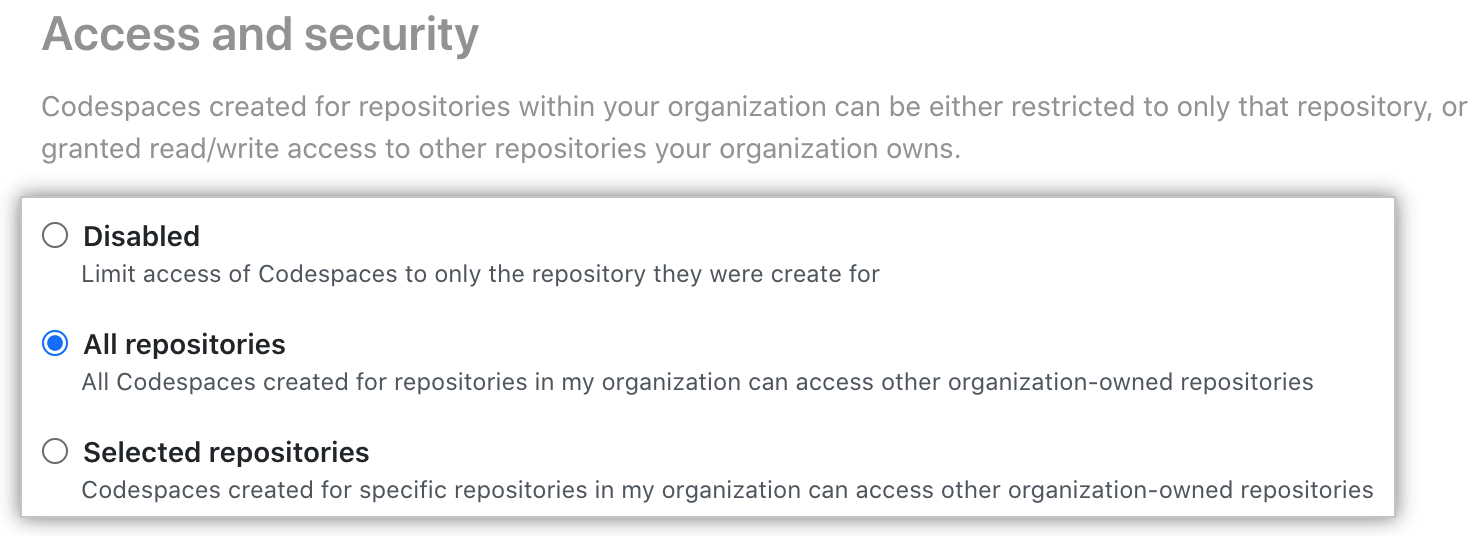 Access and security
Codespaces created for repositories within your organization can be either restricted to only that repository, or
granted read/write access to other repositories your organization owns.
Disabled
Limit access of Codespaces to only the repository they were create for
All repositories
All Codespaces created for repositories in my organization can access other organization-owned repositories
Selected repositories
Codespaces created for specific repositories in my organization can access other organization-owned repositories